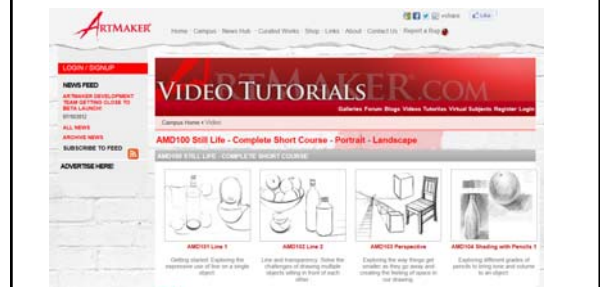 ARTMAKER
Home · Campus · News Hub · Curated Works · Shop · Links · About · Contact Us · Report a Bug
+share
Like
LOGIN / SIGNUP
NEWS FEED
ARTMAKER DEVELOPMENT
TEAM GETTING CLOSE TO
BETA LAUNCH!
ALL NEWS
ARCHIVE NEWS
SUBSCRIBE TO FEED
ADVERTISE HERE!
VIDEO TUTORIALS
Galleries Forum Blogs Videos Tutorials Virtual Subjects Register Login
Campus Home • Video
AMD100 Still Life - Complete Short Course - Portrait - Landscape
AMD100 STILL LIFE - COMPLETE SHORT COURSE
AMD101 Line 1
Getting started. Exploring the
expressive use of line on a single
object
AMD102 Line 2
Line and transparency. Solve the
challenges of drawing multiple
objects sitting in front of each
other
AMD103 Perspective
Exploring the way things get
smaller as they go away and
creating the feeling of space in
our drawing
AMD104 Shading with Pencils 1
Exploring different grades of
pencils to bring tone and volume
to an object